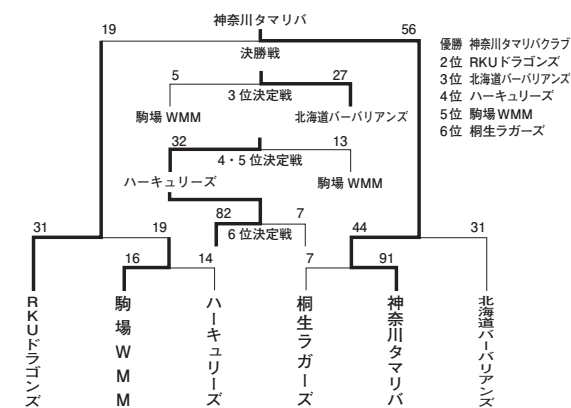 神奈川タマリバ
19
56
決勝戦
優勝 神奈川タマリバクラブ
2位 RKUドラゴンズ
3位 北海道バーバリアンズ
4位 ハーキュリーズ
5位 駒場WMM
6位 桐生ラガーズ
5
27
3位決定戦
駒場WMM
北海道バーバリアンズ
32
13
4・5位決定戦
ハーキュリーズ
駒場WMM
82
7
6位決定戦
31
19
44
31
16
14
7
91
RKUドラゴンズ
駒場WMM
ハーキュリーズ
桐生ラガーズ
神奈川タマリバ
北海道バーバリアンズ